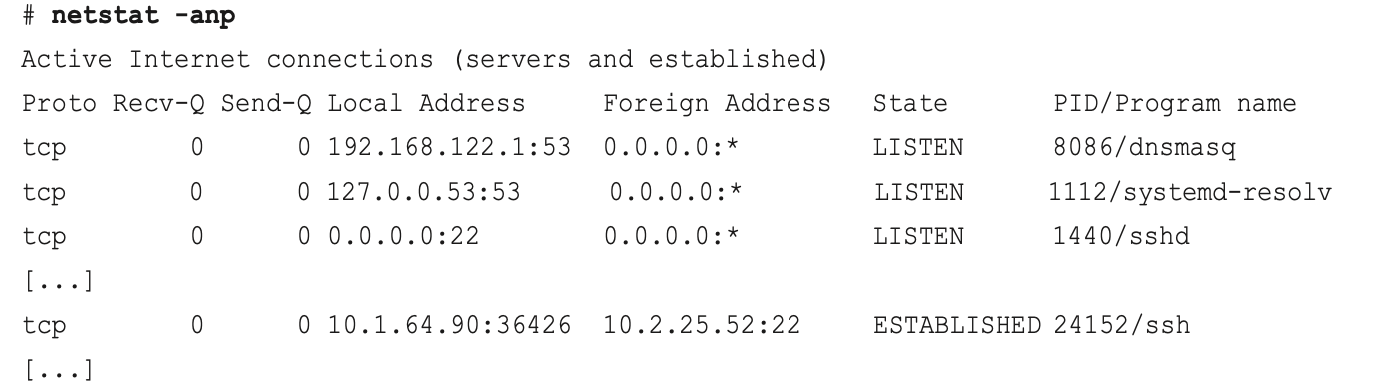 # netstat -anp
Active Internet connections (servers and established)
Proto Recv-Q Send-Q Local Address     Foreign Address   State       PID/Program name
tcp        0      0 192.168.122.1:53  0.0.0.0:*         LISTEN      8086/dnsmasq
tcp        0      0 127.0.0.53:53     0.0.0.0:*         LISTEN      1112/systemd-resolv
tcp        0      0 0.0.0.0:22        0.0.0.0:*         LISTEN      1440/sshd
[...]
tcp        0      0 10.1.64.90:36426  10.2.25.52:22     ESTABLISHED 24152/ssh
[...]